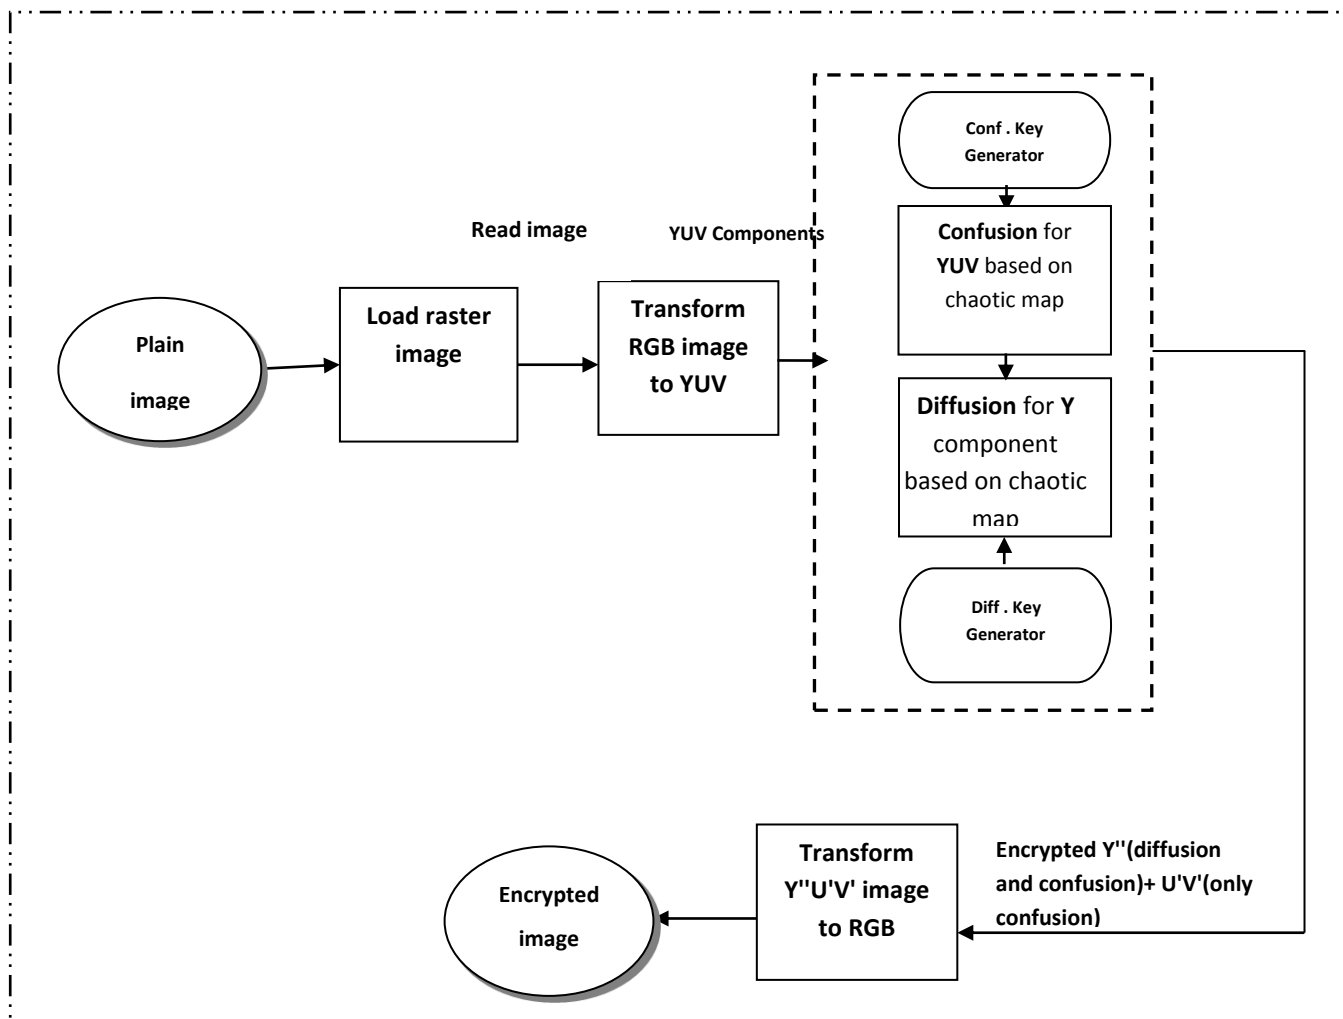 Conf . Key
Generator
Read image
YUV Components
Confusion for
YUV based on
chaotic map
Plain
image
Load raster
image
Transform
RGB image
to YUV
Diffusion for Y
component
based on chaotic
map
Diff . Key
Generator
Encrypted
image
Transform
Y''U'V' image
to RGB
Encrypted Y''(diffusion
and confusion)+ U'V'(only
confusion)